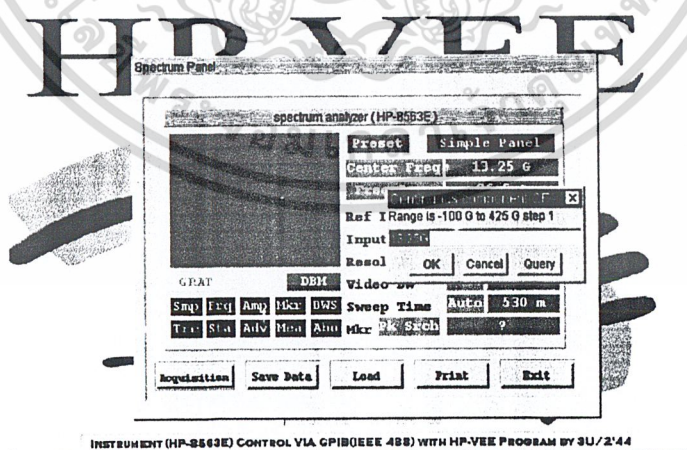 HP VEE
Spectrum Panel
spectrum analyzer (HP-8563E)
Preset Simple Panel
Center Freq 13.25 G
Range is -100 G to 425 G step 1
Ref
Input
OK Cancel Query
Resol
GRAT DBM
Video BW
Smp Frq Amp Mkr DWS
Sweep Time Auto 530 m
Trc Sta Adv Mea Abo
Mkr Pk Srch ?
Acquisition Save Data Load Print Exit
INSTRUMENT (HP-8563E) CONTROL VIA GPIB(IEEE 488) WITH HP-VEE PROGRAM BY 3U/2'44